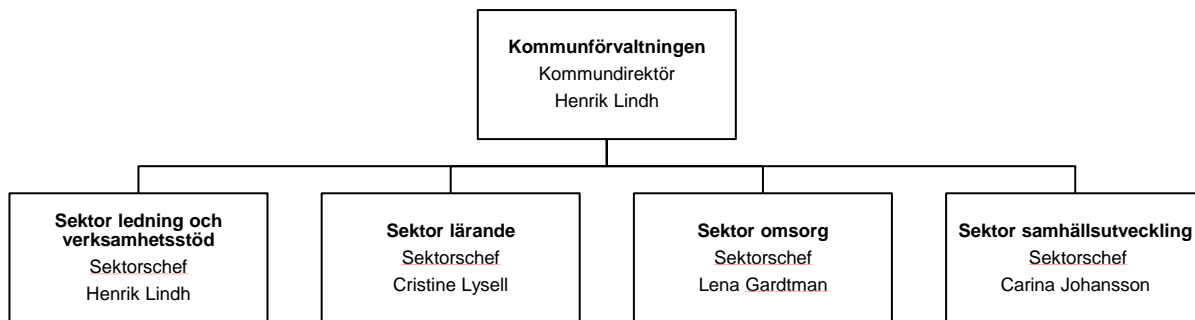 Kommunförvaltningen
Kommundirektör
Henrik Lindh
Sektor ledning och
verksamhetsstöd
Sektorschef
Henrik Lindh
Sektor lärande
Sektorschef
Cristine Lysell
Sektor omsorg
Sektorschef
Lena Gardtman
Sektor samhällsutveckling
Sektorschef
Carina Johansson